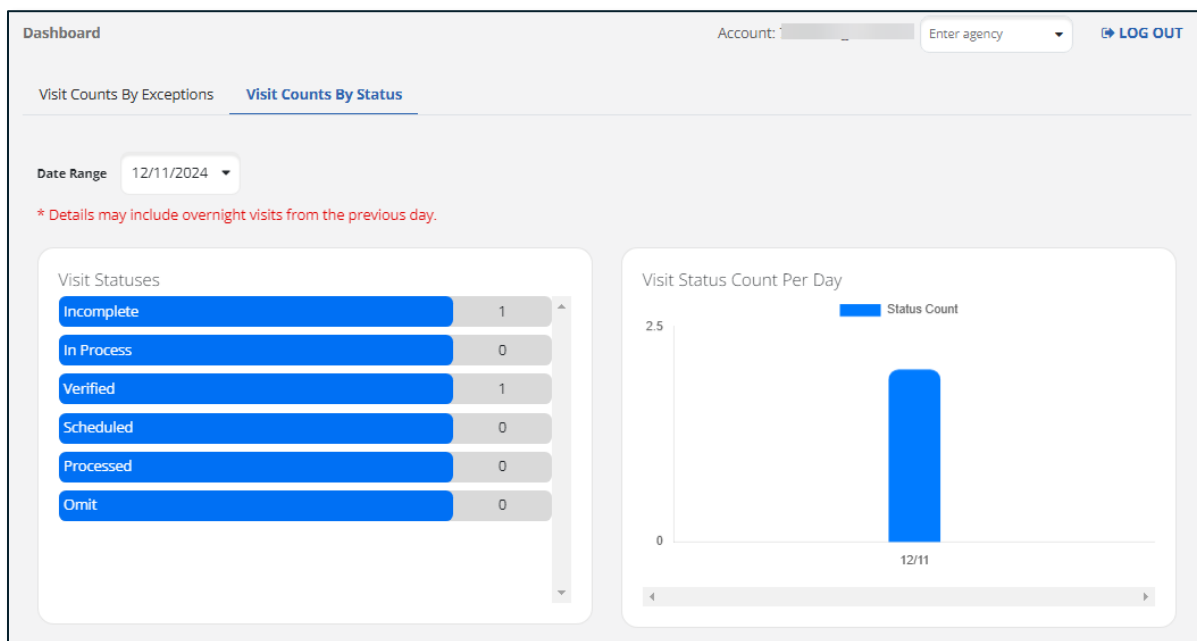 Dashboard Account: Enter agency LOG OUT
Visit Counts By Exceptions Visit Counts By Status
Date Range 12/11/2024
* Details may include overnight visits from the previous day.
Visit Statuses
Incomplete 1
In Process 0
Verified 1
Scheduled 0
Processed 0
Omit 0
Visit Status Count Per Day
Status Count
2.5
0
12/11